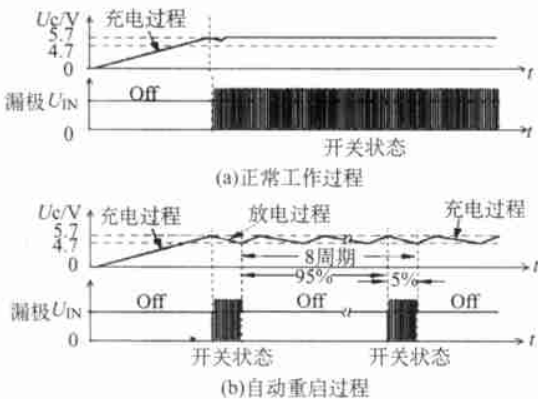 Uc/V
充电过程
5.7
4.7
0
t
漏极 UIN
Off
0
t
开关状态
(a)正常工作过程
Uc/V
充电过程
放电过程
充电过程
5.7
4.7
8周期
0
95%
5%
t
漏极 UIN
Off
Off
Off
0
t
开关状态
开关状态
(b)自动重启过程